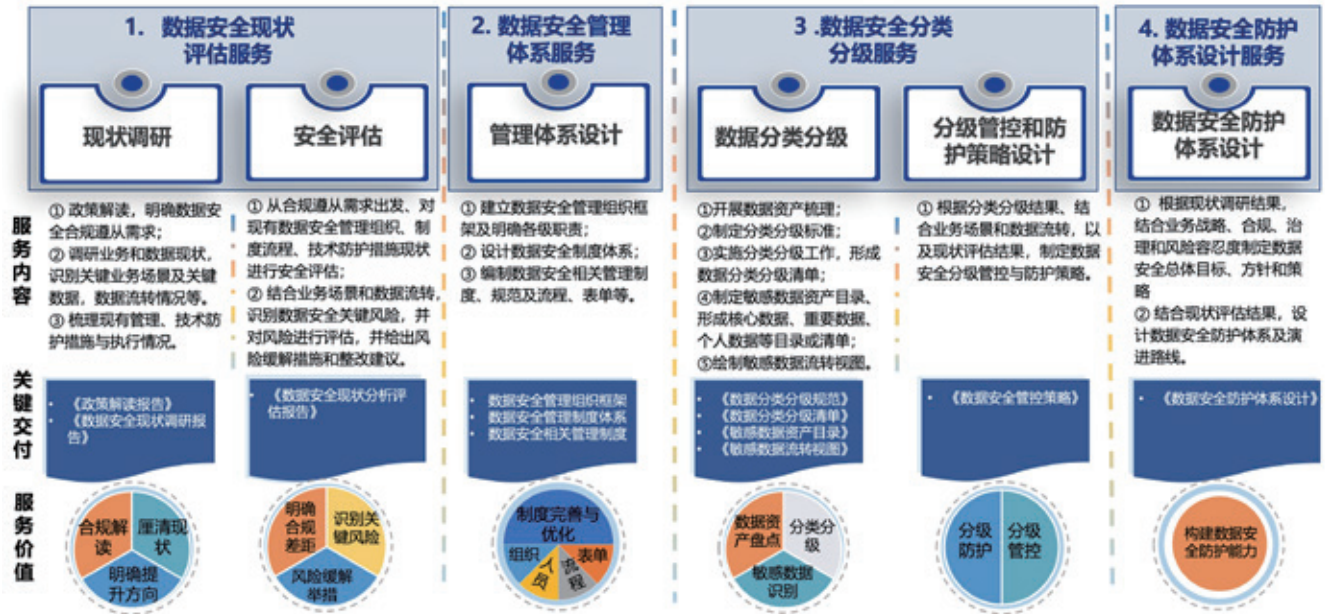 1. 数据安全现状
评估服务
2. 数据安全管理
体系服务
3 .数据安全分类
分级服务
4. 数据安全防护
体系设计服务
现状调研
安全评估
管理体系设计
数据分类分级
分级管控和防
护策略设计
数据安全防护
体系设计
服务内容
① 政策解读，明确数据安
全合规遵从需求；
② 调研业务和数据现状，
识别关键业务场景及关键
数据，数据流转情况等。
③ 梳理现有管理、技术防
护措施与执行情况。
① 从合规遵从需求出发、对
现有数据安全管理组织、制
度流程、技术防护措施现状
进行安全评估；
② 结合业务场景和数据流转，
识别数据安全关键风险，并
对风险进行评估，并给出风
险缓解措施和整改建议。
① 建立数据安全管理组织框
架及明确各级职责；
② 设计数据安全制度体系；
③ 编制数据安全相关管理制
度、规范及流程、表单等。
①开展数据资产梳理；
②制定分类分级标准；
③实施分类分级工作，形成
数据分类分级清单；
④制定敏感数据资产目录、
形成核心数据、重要数据、
个人数据等目录或清单；
⑤绘制敏感数据流转视图。
① 根据分类分级结果、结
合业务场景和数据流转，以
及现状评估结果，制定数据
安全分级管控与防护策略。
① 根据现状调研结果，
结合业务战略、合规、治
理和风险容忍度制定数据
安全总体目标、方针和策
略
② 结合现状评估结果，设
计数据安全防护体系及演
进路线。
关键交付
• 《政策解读报告》
• 《数据安全现状调研报
告》
• 《数据安全现状分析评
估报告》
数据安全管理组织框架
• 数据安全管理制度体系
• 数据安全相关管理制度
• 《数据分类分级规范》
• 《数据分类分级清单》
• 《敏感数据资产目录》
• 《敏感数据流转视图》
• 《数据安全管控策略》
• 《数据安全防护体系设计》
服务价值
合规解
读
厘清现
状
明确提
升方向
明确
合规
差距
识别关
键风险
风险缓解
举措
制度完善与
优化
组织
人员
流程
表单
数据资
产盘点
分类分
级
敏感数据
识别
分级
防护
分级
管控
构建数据安
全防护能力